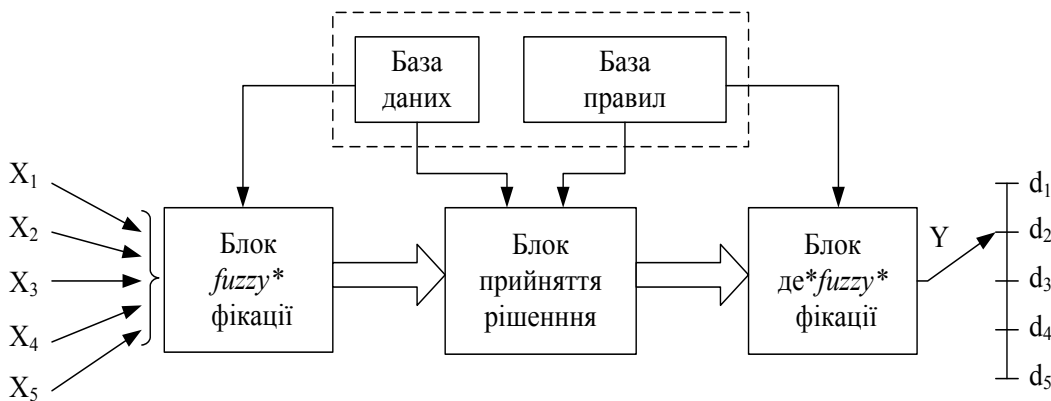 База
даних
База
правил
X₁
X₂
X₃
X₄
X₅
Блок
fuzzy*
фікації
Блок
прийняття
рішенння
Блок
де*fuzzy*
фікації
Y
d₁
d₂
d₃
d₄
d₅